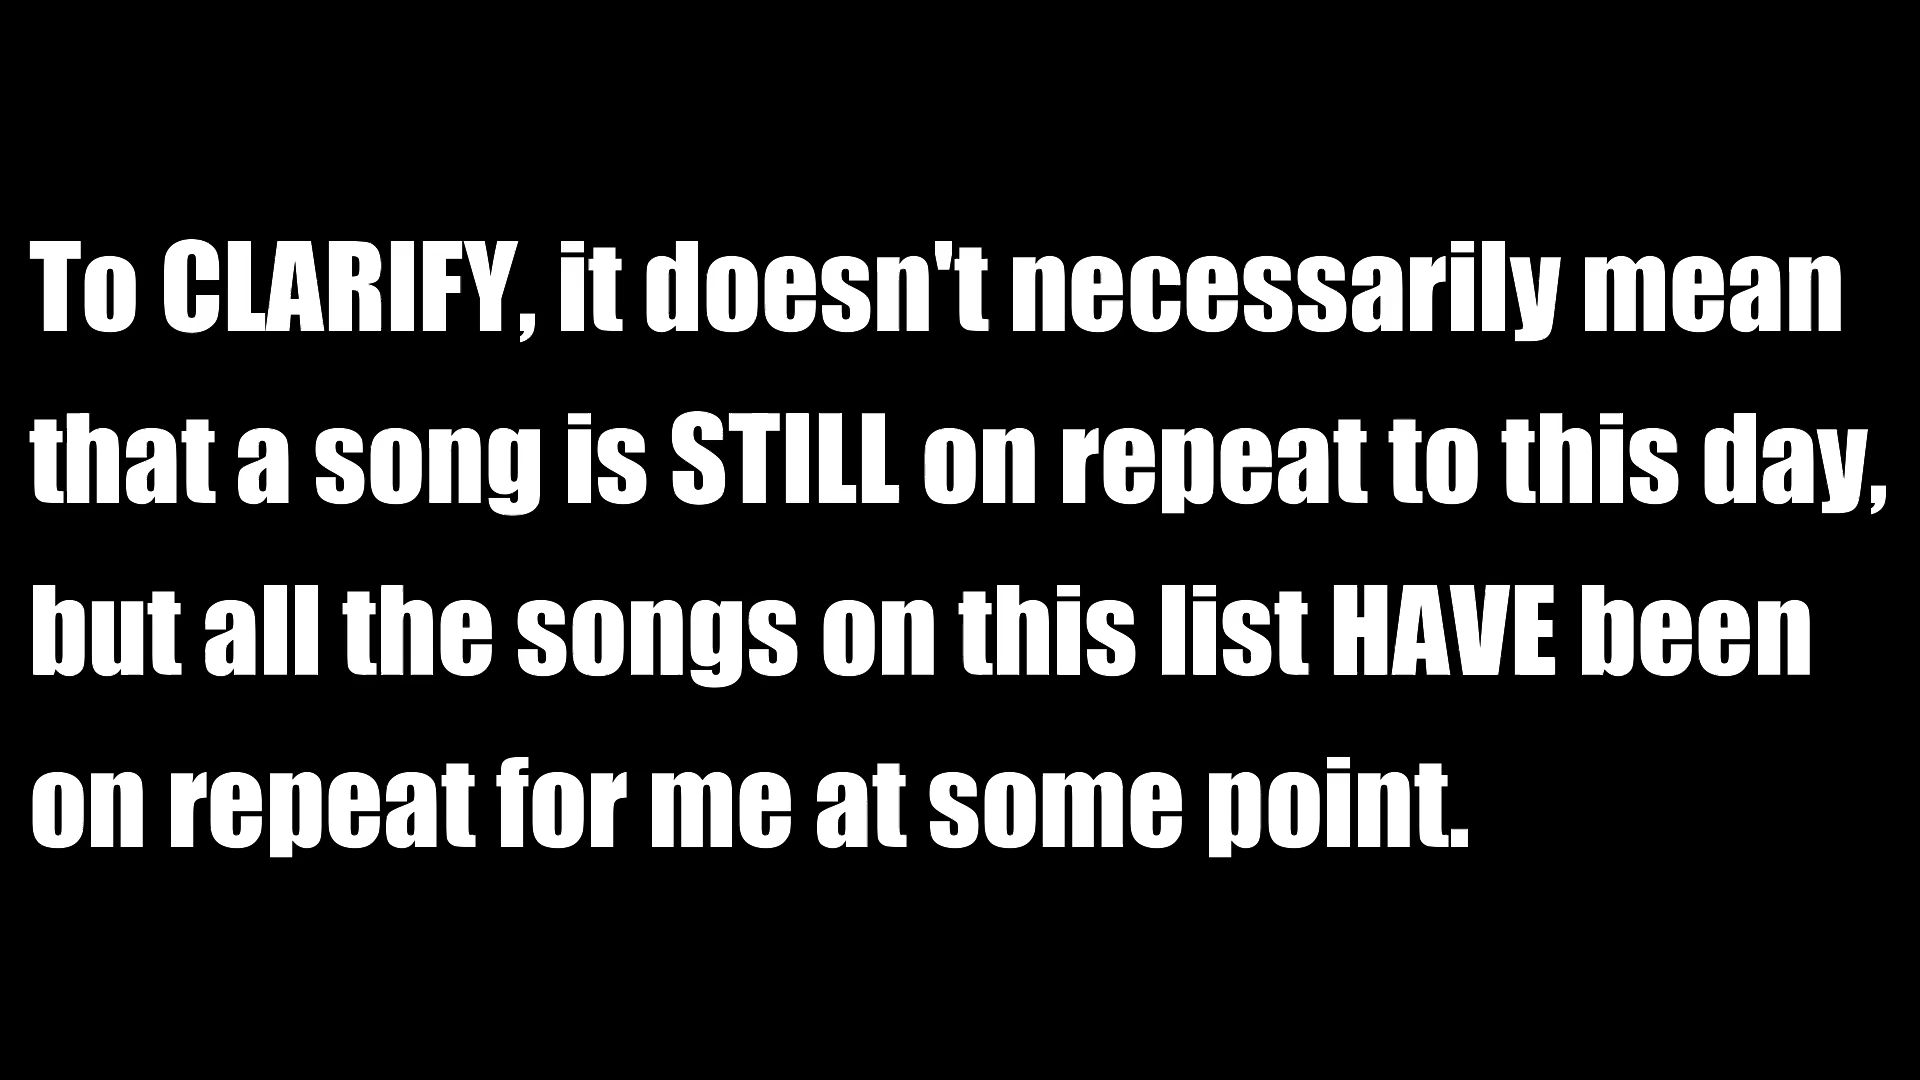 To CLARIFY, it doesn't necessarily mean
that a song is STILL on repeat to this day,
but all the songs on this list HAVE been
on repeat for me at some point.